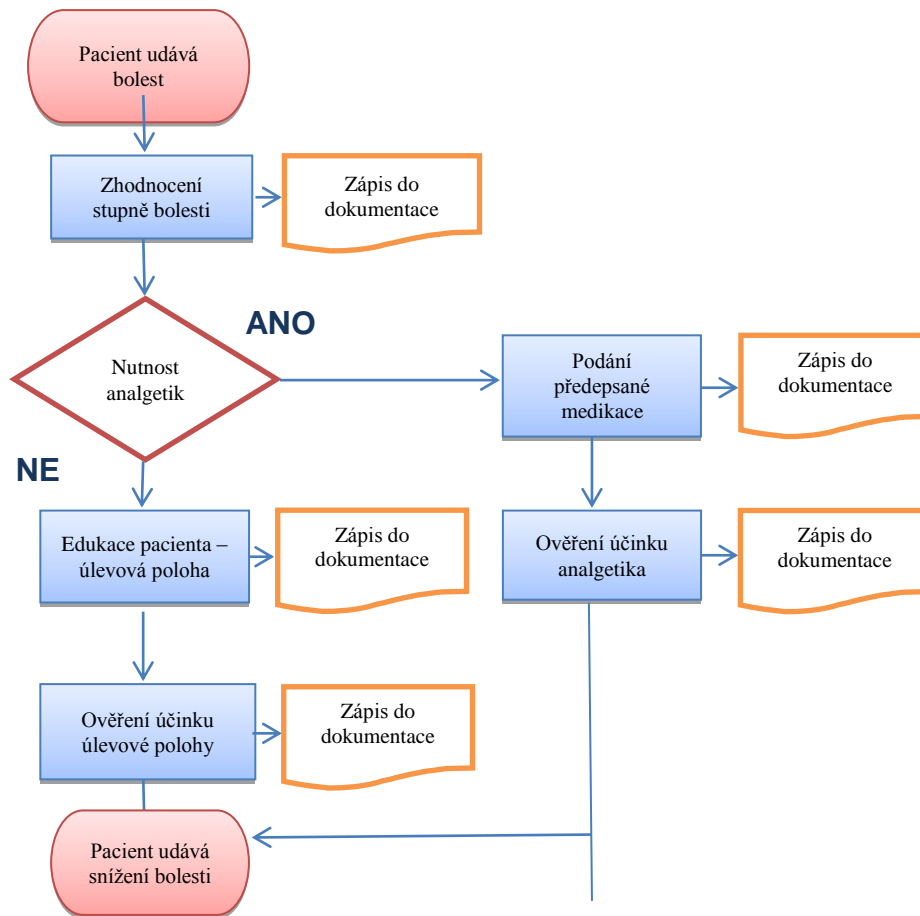 Pacient udává
bolest
Zhodnocení
stupně bolesti
Zápis do
dokumentace
ANO
Nutnost
analgetik
Podání
předepsané
medikace
Zápis do
dokumentace
NE
Edukace pacienta –
úlevová poloha
Zápis do
dokumentace
Ověření účinku
analgetika
Zápis do
dokumentace
Ověření účinku
úlevové polohy
Zápis do
dokumentace
Pacient udává
snížení bolesti